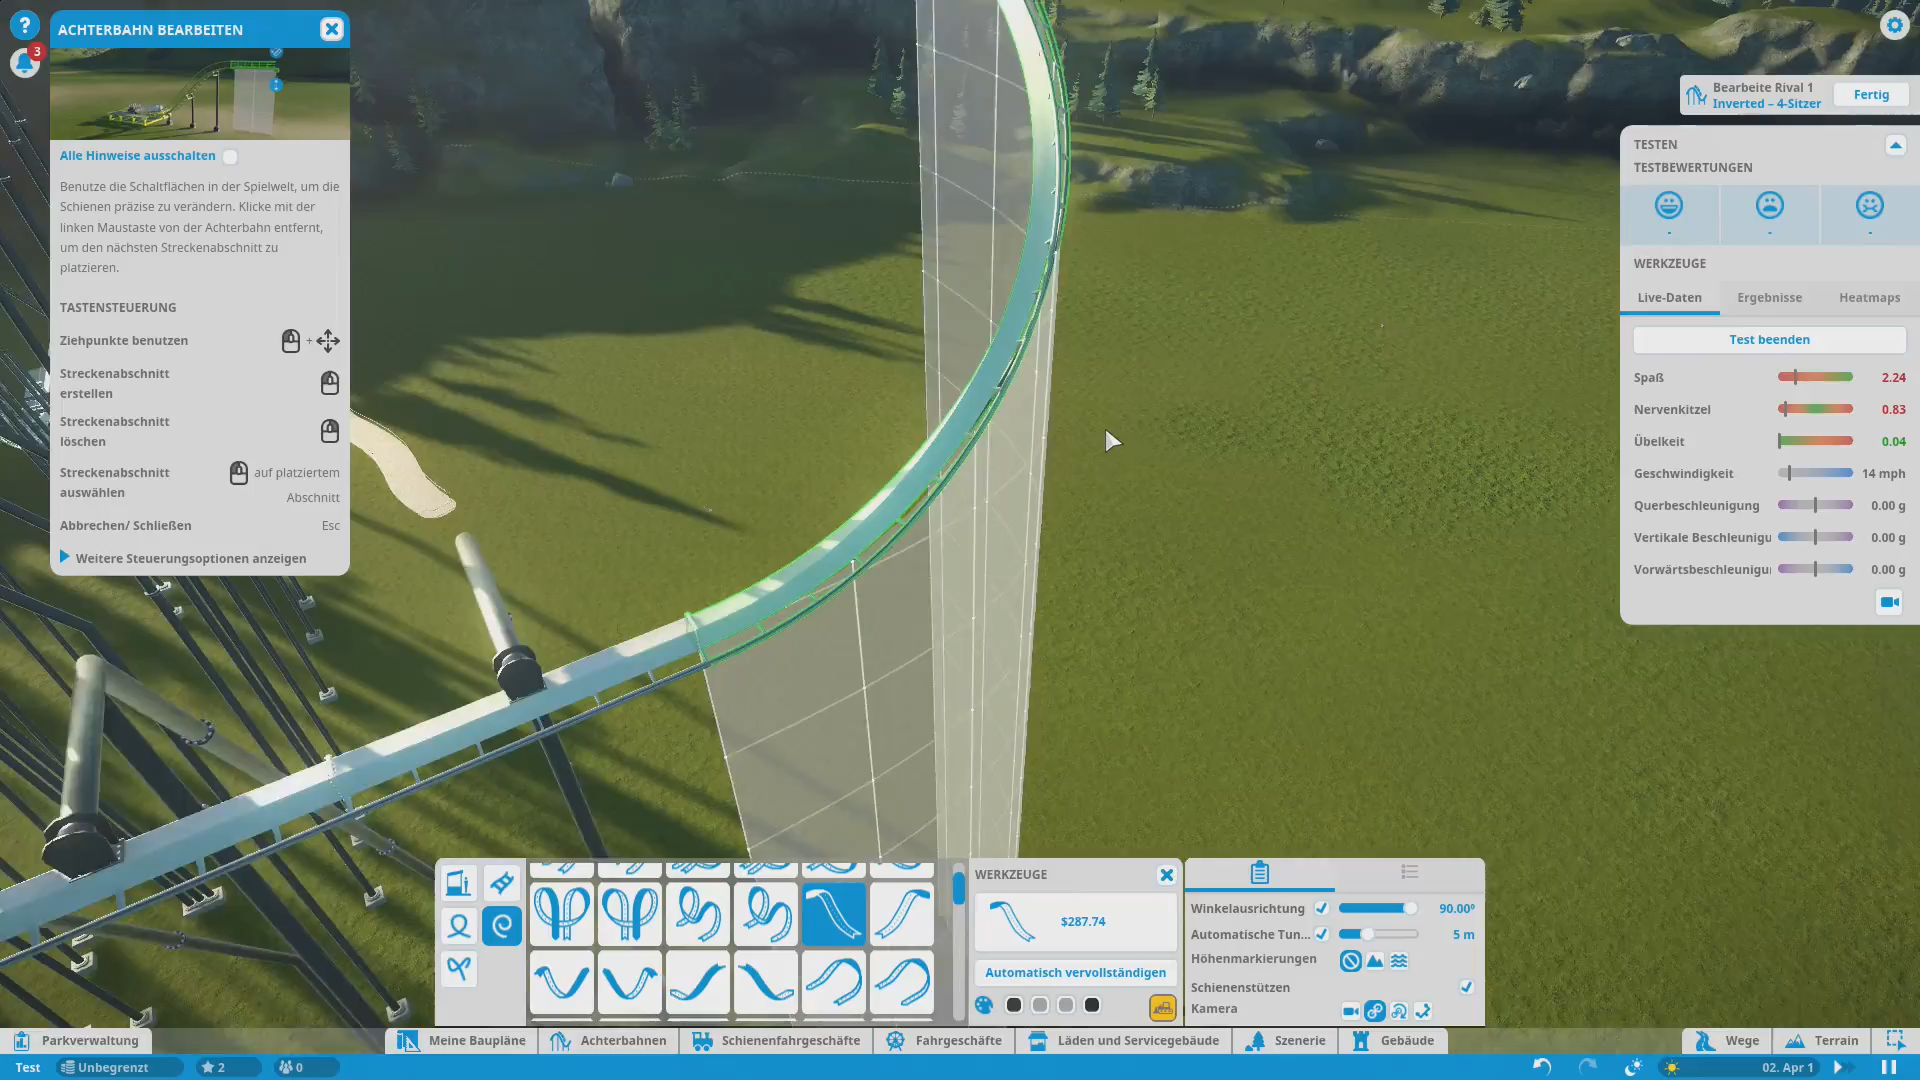 ACHTERBAHN BEARBEITEN
3
Alle Hinweise ausschalten
Benutze die Schaltflächen in der Spielwelt, um die
Schienen präzise zu verändern. Klicke mit der
linken Maustaste von der Achterbahn entfernt,
um den nächsten Streckenabschnitt zu
platzieren.
TASTENSTEUERUNG
Ziehpunkte benutzen
+
Streckenabschnitt
erstellen
Streckenabschnitt
löschen
Streckenabschnitt
auswählen
auf platziertem
Abschnitt
Abbrechen/ Schließen
Esc
Weitere Steuerungsoptionen anzeigen
Bearbeite Rival 1
Inverted – 4-Sitzer
Fertig
TESTEN
TESTBEWERTUNGEN
- - -
WERKZEUGE
Live-Daten
Ergebnisse
Heatmaps
Test beenden
Spaß 2.24
Nervenkitzel 0.83
Übelkeit 0.04
Geschwindigkeit 14 mph
Querbeschleunigung 0.00 g
Vertikale Beschleunigu 0.00 g
Vorwärtsbeschleunigu 0.00 g
WERKZEUGE
$287.74
Automatisch vervollständigen
Winkelausrichtung 90.00°
Automatische Tun... 5 m
Höhenmarkierungen
Schienenstützen
Kamera
Parkverwaltung
Meine Baupläne
Achterbahnen
Schienenfahrgeschäfte
Fahrgeschäfte
Läden und Servicegebäude
Szenerie
Gebäude
Wege
Terrain
Test
Unbegrenzt
2
0
02. Apr 1